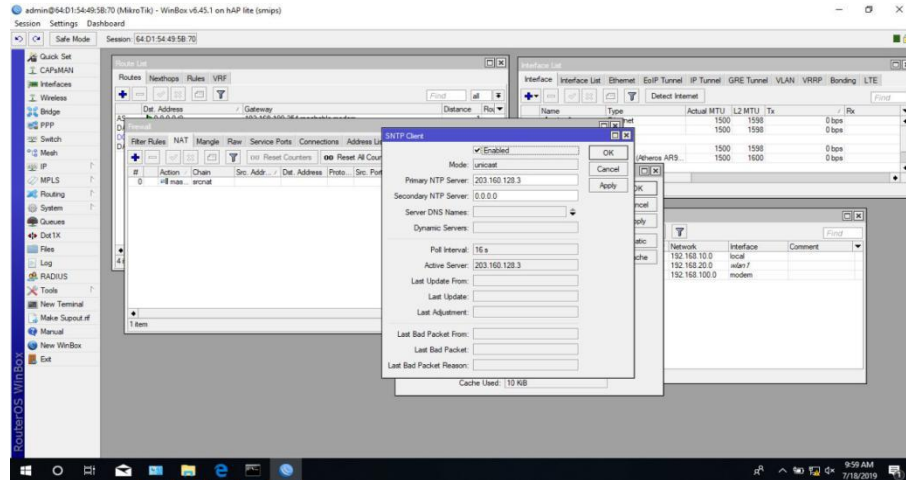 admin@64:D1:54:49:5B:70 (MikroTik) - WinBox v6.45.1 on hAP lite (smips)
Session Settings Dashboard
Safe Mode Session: 64:D1:54:49:5B:70
Quick Set
CAPsMAN
Interfaces
Wireless
Bridge
PPP
Switch
Mesh
IP
MPLS
Routing
System
Queues
Dot1X
Files
Log
RADIUS
Tools
New Terminal
Make Supout.rif
Manual
New WinBox
Exit
RouterOS WinBox
Route List
Routes Nexthops Rules VRF
Find all
Dst. Address Gateway Distance
Firewall
Filter Rules NAT Mangle Raw Service Ports Connections Address Lis
Reset Counters Reset All Coun
# Action Chain Src. Addr... Dst. Address Proto... Src. Port
0 mas... srcnat
1 item
Interface List
Interface Interface List Ethernet EoIP Tunnel IP Tunnel GRE Tunnel VLAN VRRP Bonding LTE
Detect Internet Find
Name Type Actual MTU L2 MTU Tx Rx
1500 1598 0 bps
1500 1598 0 bps
1500 1598 0 bps
(Atheros AR9... 1500 1600 0 bps
SNTP Client
Enabled
Mode: unicast
Primary NTP Server: 203.160.128.3
Secondary NTP Server: 0.0.0.0
Server DNS Names:
Dynamic Servers:
Poll Interval: 16 s
Active Server: 203.160.128.3
Last Update From:
Last Update:
Last Adjustment:
Last Bad Packet From:
Last Bad Packet:
Last Bad Packet Reason:
OK
Cancel
Apply
Cache Used: 10 KiB
Find
Network Interface Comment
192.168.10.0 local
192.168.20.0 wlan1
192.168.100.0 modem
9:59 AM
7/18/2019